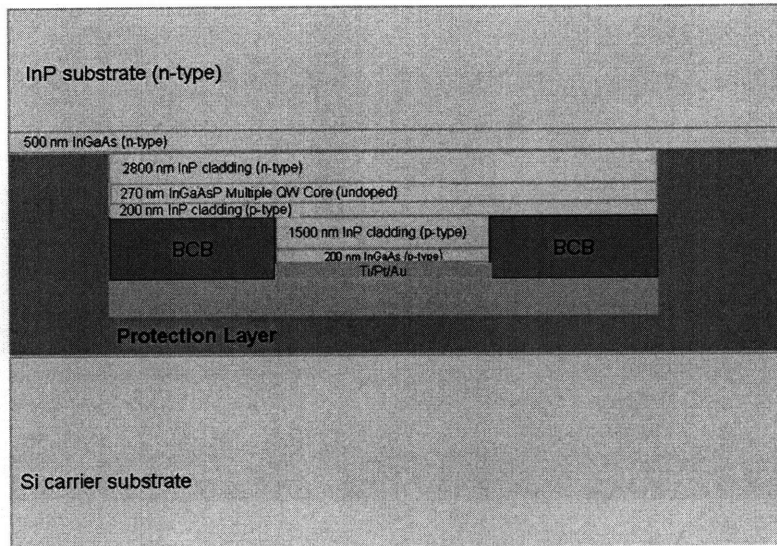 InP substrate (n-type)
500 nm InGaAs (n-type)
2800 nm InP cladding (n-type)
270 nm InGaAsP Multiple QW Core (undoped)
200 nm InP cladding (p-type)
BCB
1500 nm InP cladding (p-type)
BCB
200 nm InGaAs (p-type)
Ti/Pt/Au
Protection Layer
Si carrier substrate